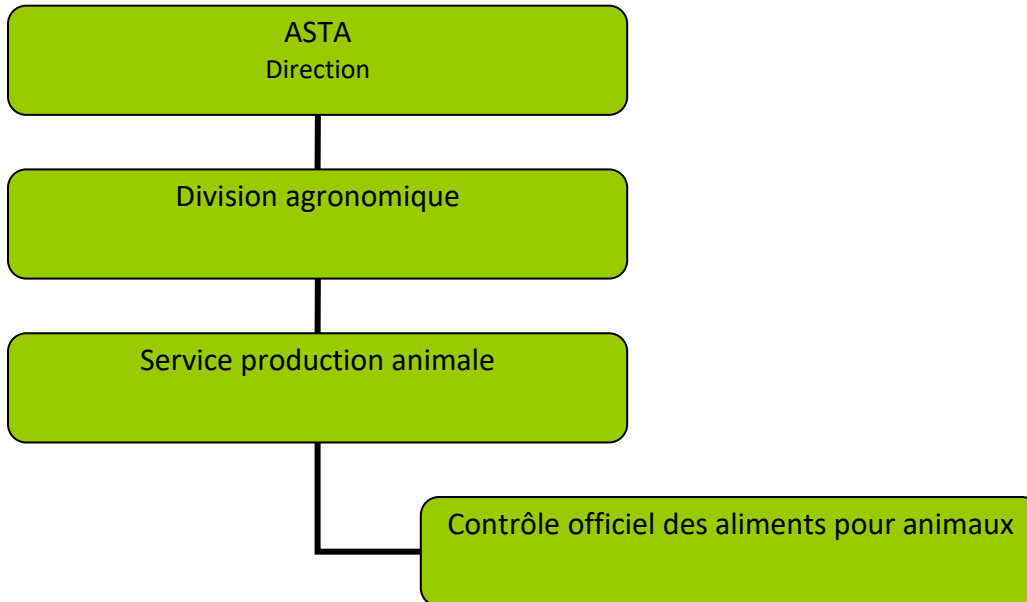 ASTA
Direction
Division agronomique
Service production animale
Contrôle officiel des aliments pour animaux